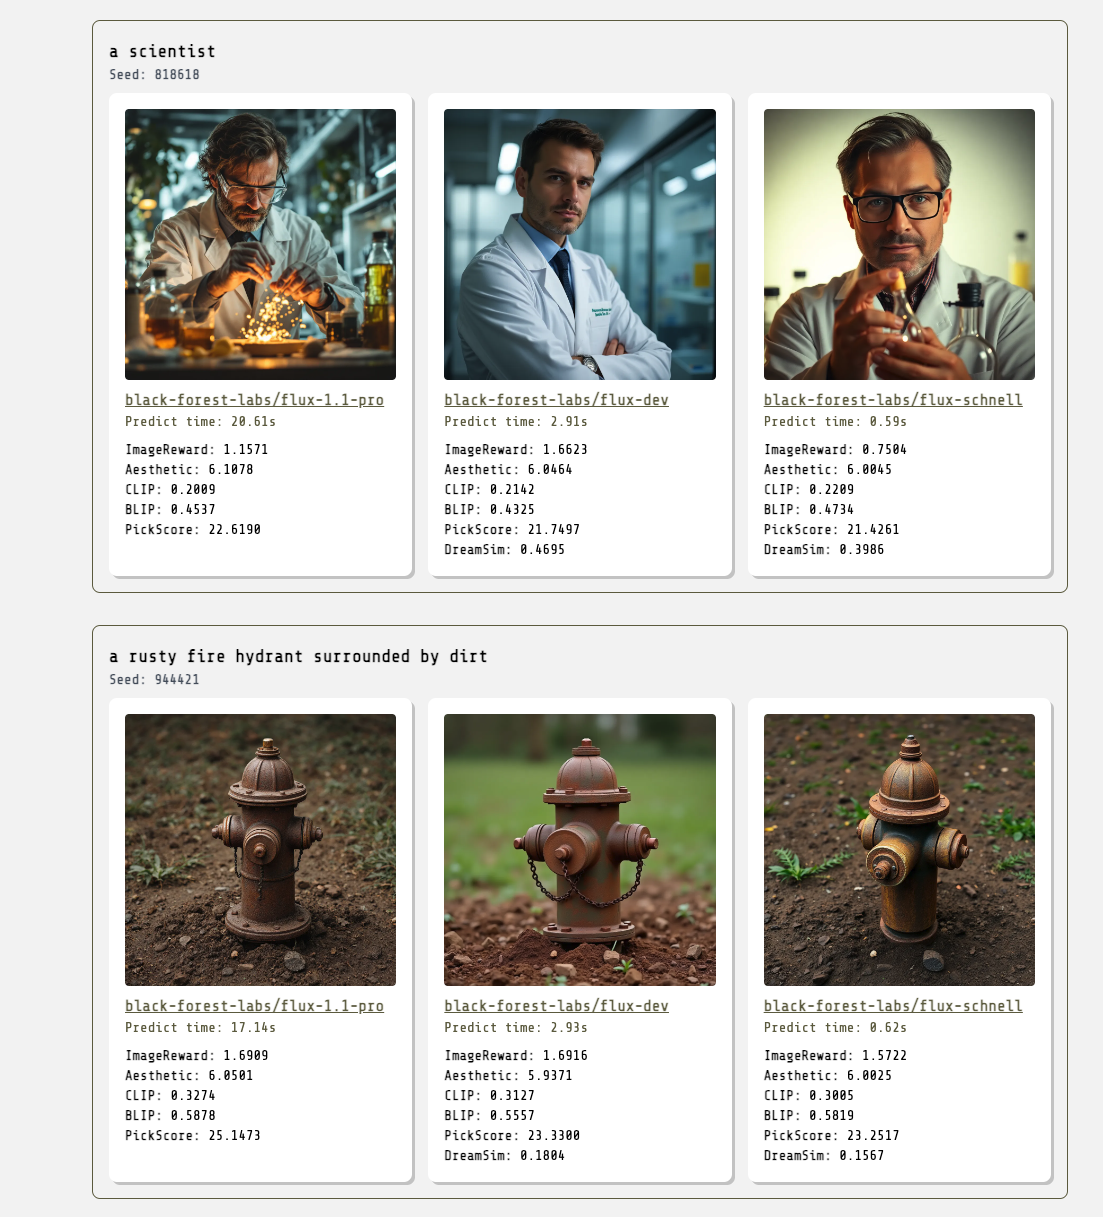 a scientist
Seed: 818618
black-forest-labs/flux-1.1-pro
Predict time: 20.61s
ImageReward: 1.1571
Aesthetic: 6.1078
CLIP: 0.2009
BLIP: 0.4537
PickScore: 22.6190
black-forest-labs/flux-dev
Predict time: 2.91s
ImageReward: 1.6623
Aesthetic: 6.0464
CLIP: 0.2142
BLIP: 0.4325
PickScore: 21.7497
DreamSim: 0.4695
black-forest-labs/flux-schnell
Predict time: 0.59s
ImageReward: 0.7504
Aesthetic: 6.0045
CLIP: 0.2209
BLIP: 0.4734
PickScore: 21.4261
DreamSim: 0.3986
a rusty fire hydrant surrounded by dirt
Seed: 944421
black-forest-labs/flux-1.1-pro
Predict time: 17.14s
ImageReward: 1.6909
Aesthetic: 6.0501
CLIP: 0.3274
BLIP: 0.5878
PickScore: 25.1473
black-forest-labs/flux-dev
Predict time: 2.93s
ImageReward: 1.6916
Aesthetic: 5.9371
CLIP: 0.3127
BLIP: 0.5557
PickScore: 23.3300
DreamSim: 0.1804
black-forest-labs/flux-schnell
Predict time: 0.62s
ImageReward: 1.5722
Aesthetic: 6.0025
CLIP: 0.3005
BLIP: 0.5819
PickScore: 23.2517
DreamSim: 0.1567